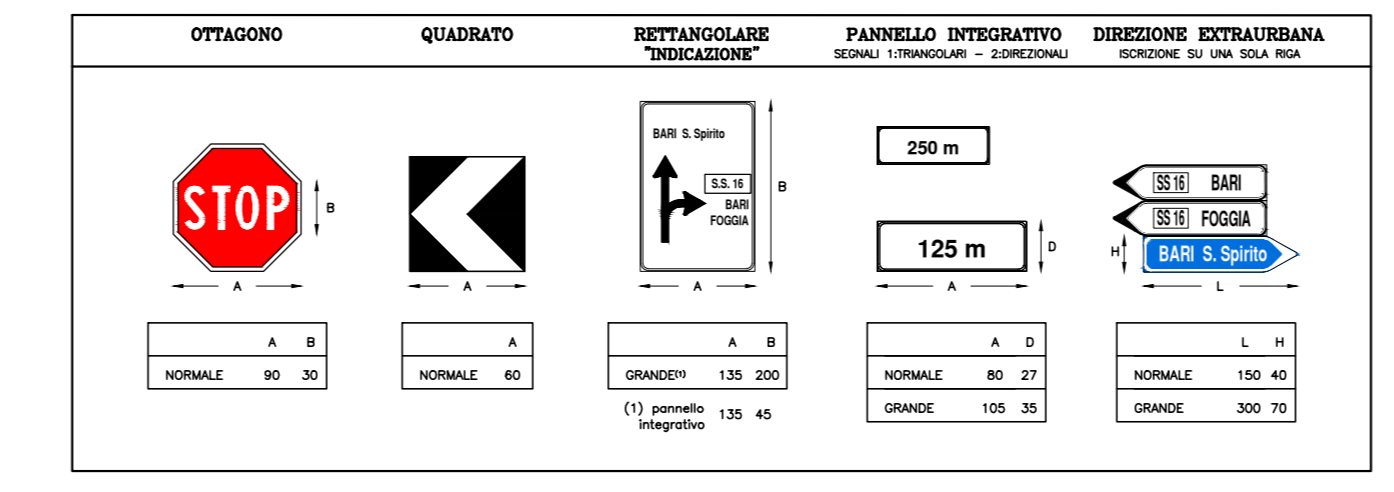 OTTAGONO
QUADRATO
RETTANGOLARE
"INDICAZIONE"
PANNELLO INTEGRATIVO
SEGNALI 1:TRIANGOLARI – 2:DIREZIONALI
DIREZIONE EXTRAURBANA
ISCRIZIONE SU UNA SOLA RIGA
STOP
B
A
A
BARI S. Spirito
S.S. 16
BARI
FOGGIA
B
A
250 m
125 m
D
A
SS 16 BARI
SS 16 FOGGIA
BARI S. Spirito
H
L
A B
NORMALE 90 30
A
NORMALE 60
A B
GRANDE(1) 135 200
(1) pannello integrativo 135 45
A D
NORMALE 80 27
GRANDE 105 35
L H
NORMALE 150 40
GRANDE 300 70